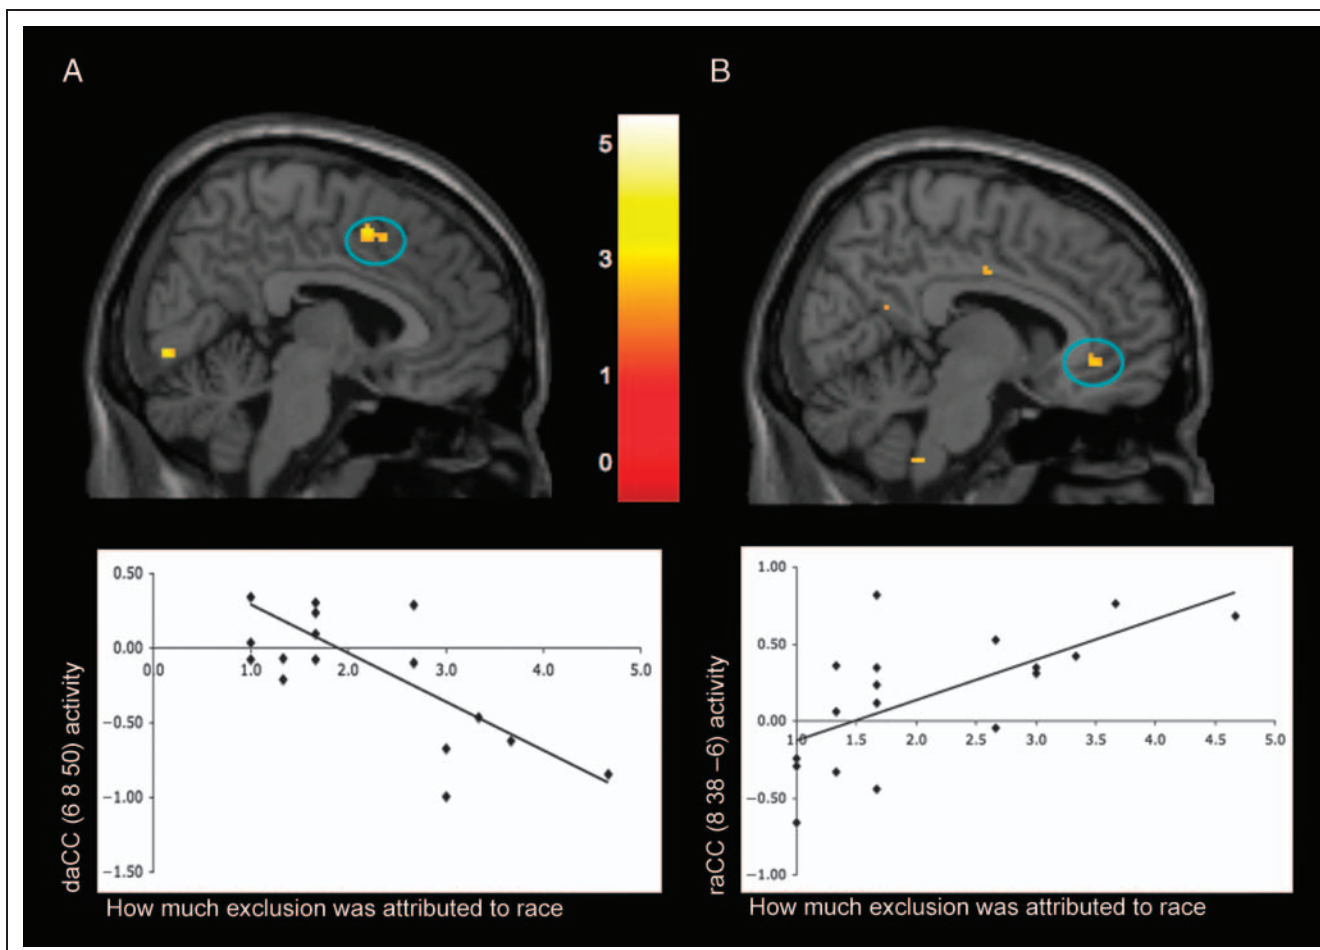 A
B
5
3
1
0
0.50
0.00
0.0 1.0 2.0 3.0 4.0 5.0
−0.50
−1.00
−1.50
daCC (6 8 50) activity
How much exclusion was attributed to race
1.00
0.50
0.00
1.0 1.5 2.0 2.5 3.0 3.5 4.0 4.5 5.0
−0.50
−1.00
raCC (8 38 −6) activity
How much exclusion was attributed to race